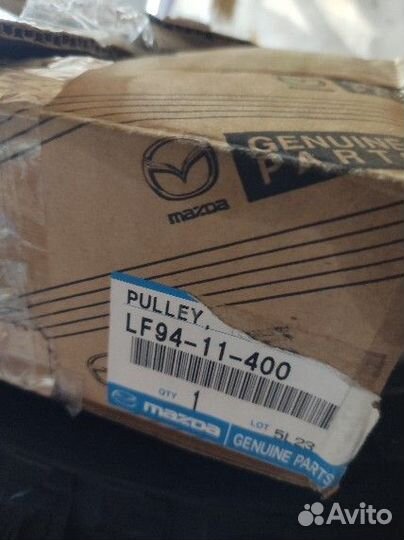 GENUINE
PARTS
mazda
PULLEY,
LF94-11-400
QTY 1
LOT 5L23
mazda
GENUINE PARTS
Avito